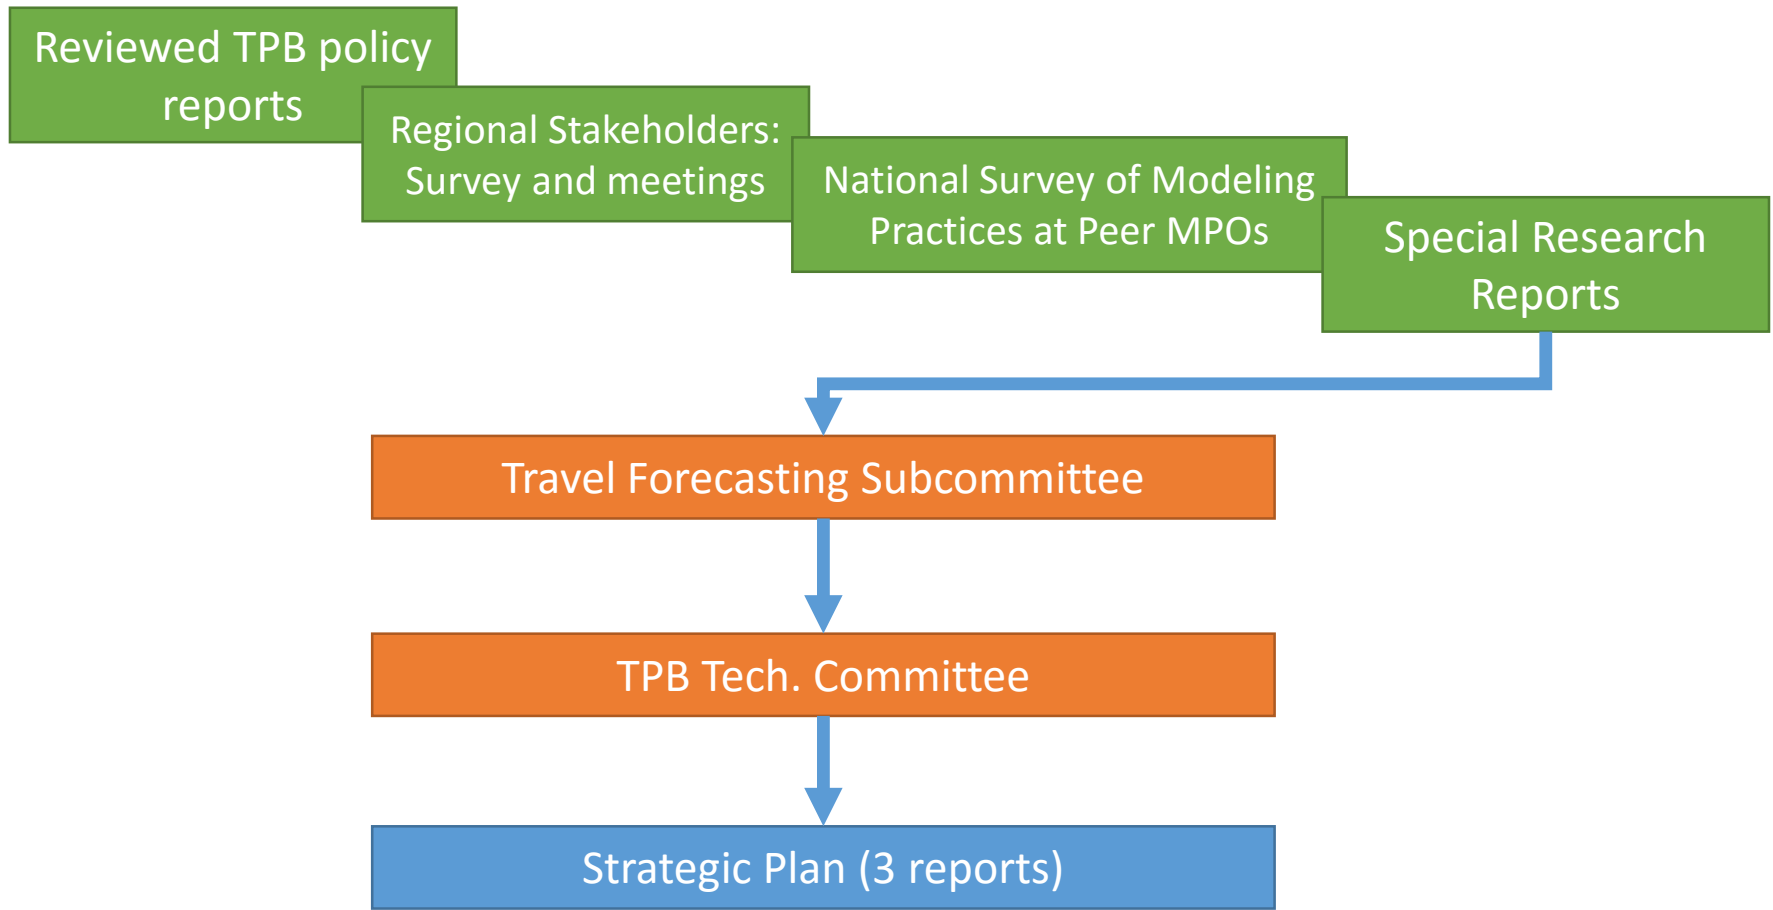 Reviewed TPB policy
reports
Regional Stakeholders:
Survey and meetings
National Survey of Modeling
Practices at Peer MPOs
Special Research
Reports
Travel Forecasting Subcommittee
TPB Tech. Committee
Strategic Plan (3 reports)